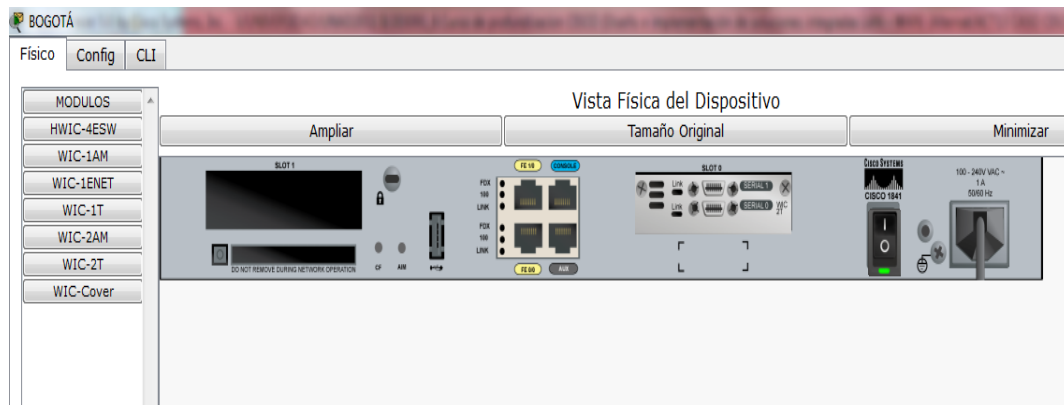 BOGOTÁ
Físico Config CLI
MODULOS
HWIC-4ESW
WIC-1AM
WIC-1ENET
WIC-1T
WIC-2AM
WIC-2T
WIC-Cover
Vista Física del Dispositivo
Ampliar Tamaño Original Minimizar
SLOT 1
DO NOT REMOVE DURING NETWORK OPERATION
CF AIM
FDX
100
LINK
FDX
100
LINK
CONSOLE
FE 0/0 AUX
SLOT 0
Link SERIAL 1
Link SERIAL 0
WIC
2T
CISCO SYSTEMS
CISCO 1841
100 - 240V VAC ~
1 A
50/60 Hz